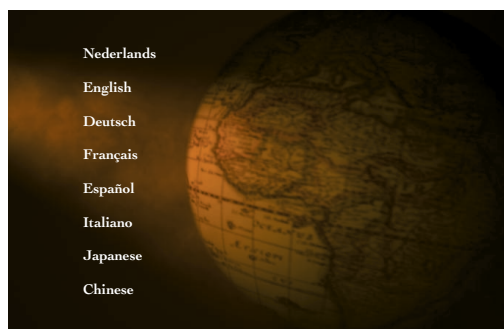 Nederlands
English
Deutsch
Français
Español
Italiano
Japanese
Chinese